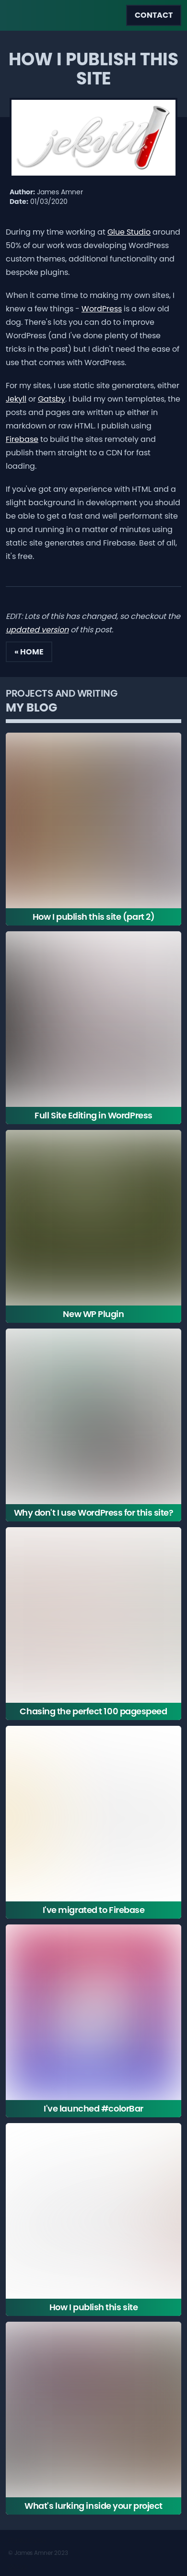 CONTACT
HOW I PUBLISH THIS
SITE
jekyll
Author: James Amner
Date: 01/03/2020
During my time working at Glue Studio around
50% of our work was developing WordPress
custom themes, additional functionality and
bespoke plugins.
When it came time to making my own sites, I
knew a few things - WordPress is a slow old
dog. There's lots you can do to improve
WordPress (and I've done plenty of these
tricks in the past) but I didn't need the ease of
use that comes with WordPress.
For my sites, I use static site generaters, either
Jekyll or Gatsby. I build my own templates, the
posts and pages are written up either in
markdown or raw HTML. I publish using
Firebase to build the sites remotely and
publish them straight to a CDN for fast
loading.
If you've got any experience with HTML and a
slight background in development you should
be able to get a fast and well performant site
up and running in a matter of minutes using
static site generates and Firebase. Best of all,
it's free.
EDIT: Lots of this has changed, so checkout the
updated version of this post.
« HOME
PROJECTS AND WRITING
MY BLOG
How I publish this site (part 2)
Full Site Editing in WordPress
New WP Plugin
Why don't I use WordPress for this site?
Chasing the perfect 100 pagespeed
I've migrated to Firebase
I've launched #colorBar
How I publish this site
What's lurking inside your project